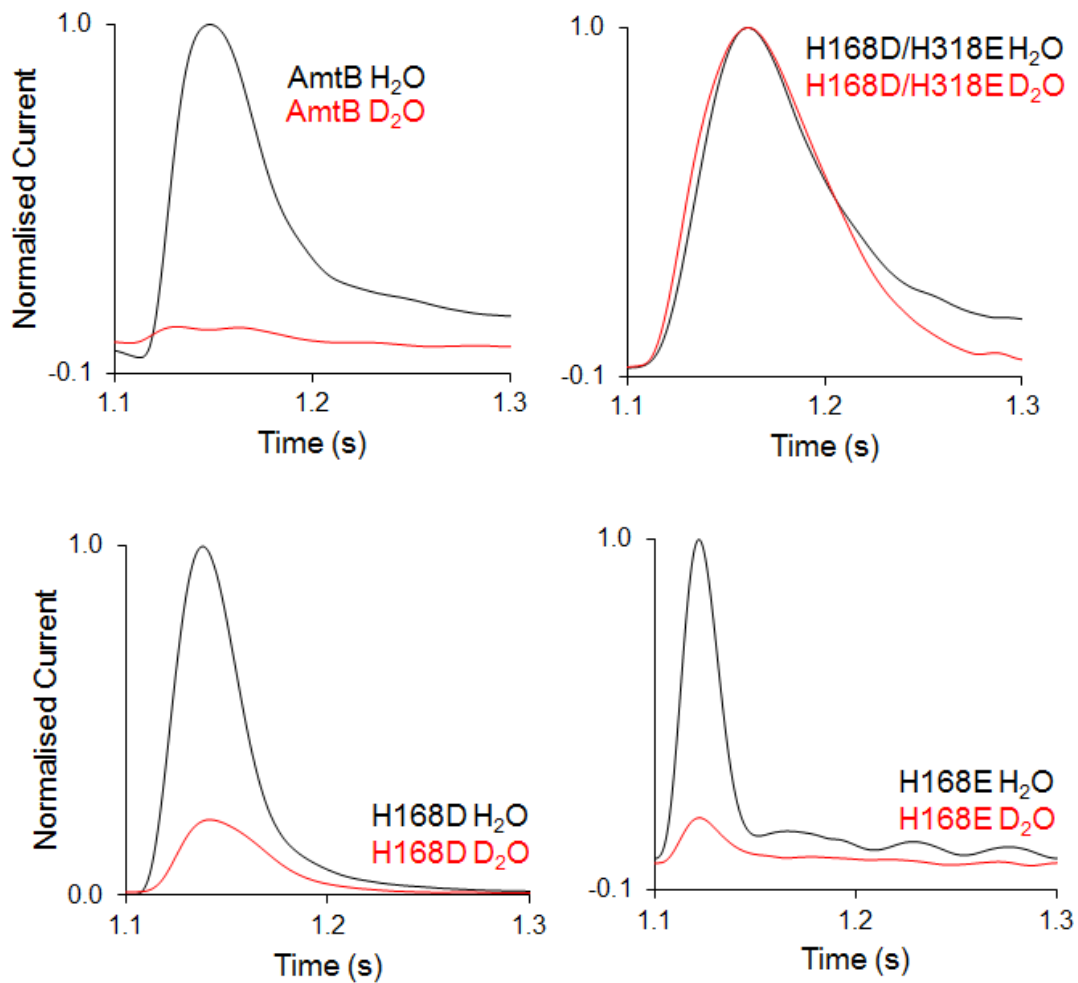 1.0
Normalised Current
AmtB H₂O
AmtB D₂O
-0.1
1.1
1.2
1.3
Time (s)
1.0
H168D/H318E H₂O
H168D/H318E D₂O
-0.1
1.1
1.2
1.3
Time (s)
1.0
Normalised Current
H168D H₂O
H168D D₂O
0.0
1.1
1.2
1.3
Time (s)
1.0
H168E H₂O
H168E D₂O
-0.1
1.1
1.2
1.3
Time (s)